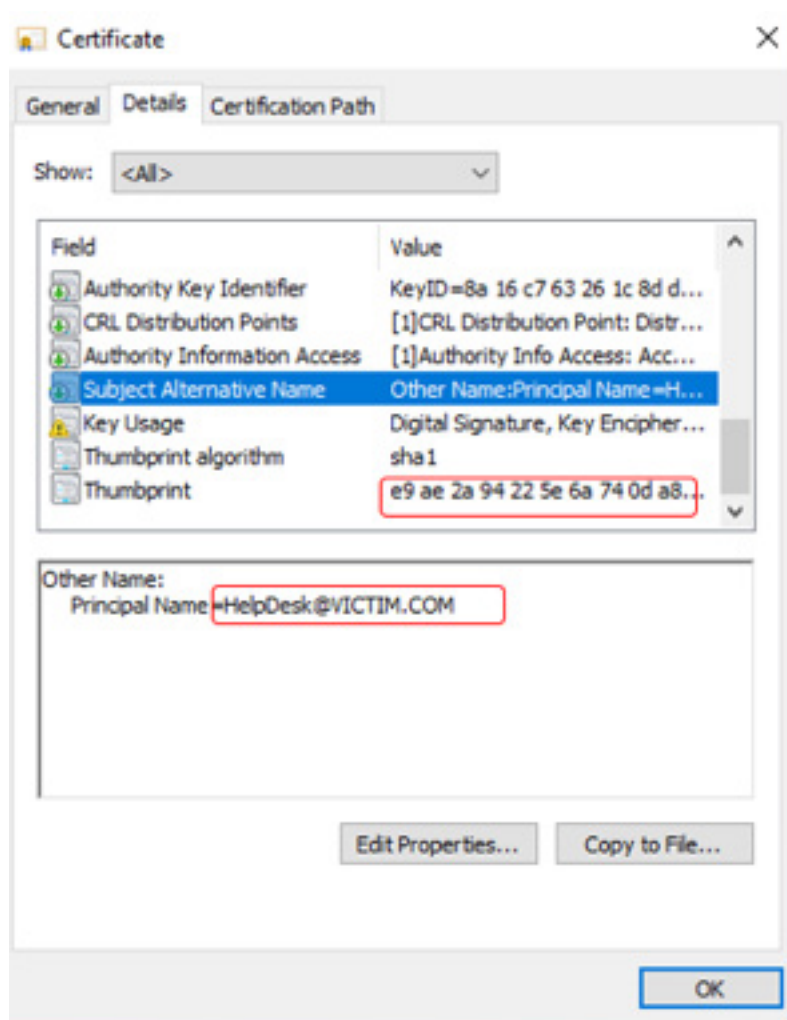 Certificate
General Details Certification Path
Show: <All>
Field Value
Authority Key Identifier KeyID=8a 16 c7 63 26 1c 8d d...
CRL Distribution Points [1]CRL Distribution Point: Distr...
Authority Information Access [1]Authority Info Access: Acc...
Subject Alternative Name Other Name:Principal Name=H...
Key Usage Digital Signature, Key Encipher...
Thumbprint algorithm sha1
Thumbprint e9 ae 2a 94 22 5e 6a 74 0d a8...
Other Name:
Principal Name=HelpDesk@VICTIM.COM
Edit Properties... Copy to File...
OK